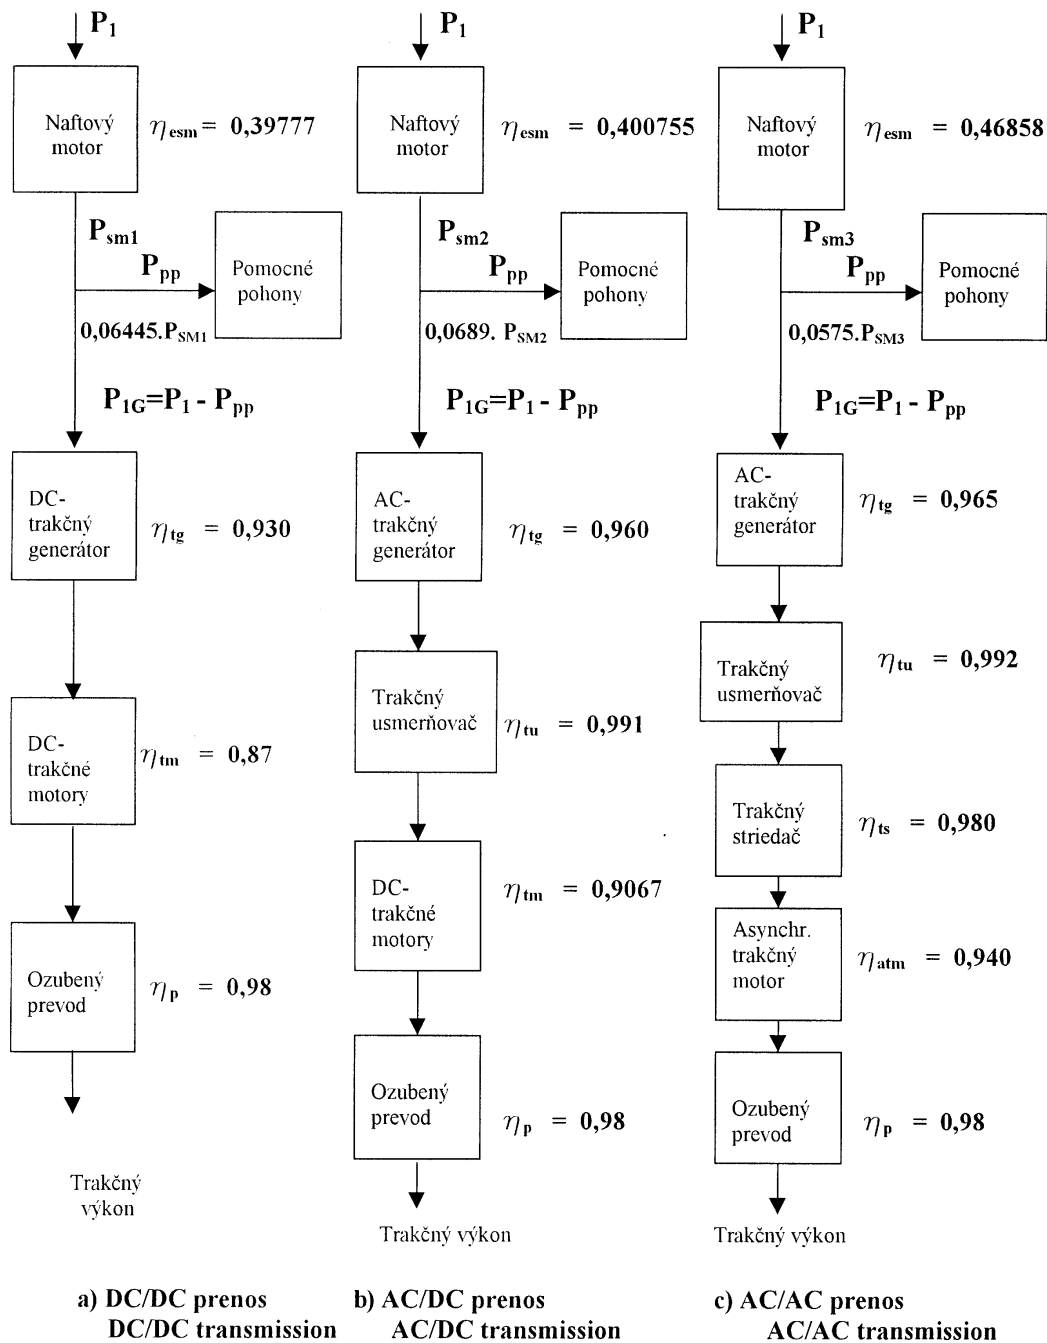 P1
Naftový
motor
ηesm = 0,39777
Psm1
Ppp
Pomocné
pohony
0,06445.PSM1
P1G=P1 - Ppp
DC-
trakčný
generátor
ηtg = 0,930
DC-
trakčné
motory
ηtm = 0,87
Ozubený
prevod
ηp = 0,98
Trakčný
výkon
a) DC/DC prenos
DC/DC transmission
P1
Naftový
motor
ηesm = 0,400755
Psm2
Ppp
Pomocné
pohony
0,0689. PSM2
P1G=P1 - Ppp
AC-
trakčný
generátor
ηtg = 0,960
Trakčný
usmerňovač
ηtu = 0,991
DC-
trakčné
motory
ηtm = 0,9067
Ozubený
prevod
ηp = 0,98
Trakčný výkon
b) AC/DC prenos
AC/DC transmission
P1
Naftový
motor
ηesm = 0,46858
Psm3
Ppp
Pomocné
pohony
0,0575.PSM3
P1G=P1 - Ppp
AC-
trakčný
generátor
ηtg = 0,965
Trakčný
usmerňovač
ηtu = 0,992
Trakčný
striedač
ηts = 0,980
Asynchr.
trakčný
motor
ηatm = 0,940
Ozubený
prevod
ηp = 0,98
Trakčný výkon
c) AC/AC prenos
AC/AC transmission